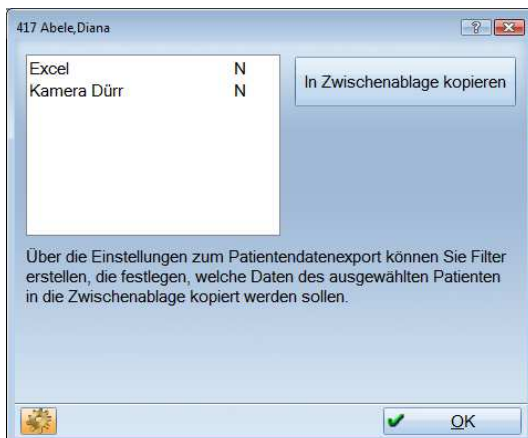 417 Abele,Diana
Excel N
Kamera Dürr N
In Zwischenablage kopieren
Über die Einstellungen zum Patientendatenexport können Sie Filter
erstellen, die festlegen, welche Daten des ausgewählten Patienten
in die Zwischenablage kopiert werden sollen.
OK